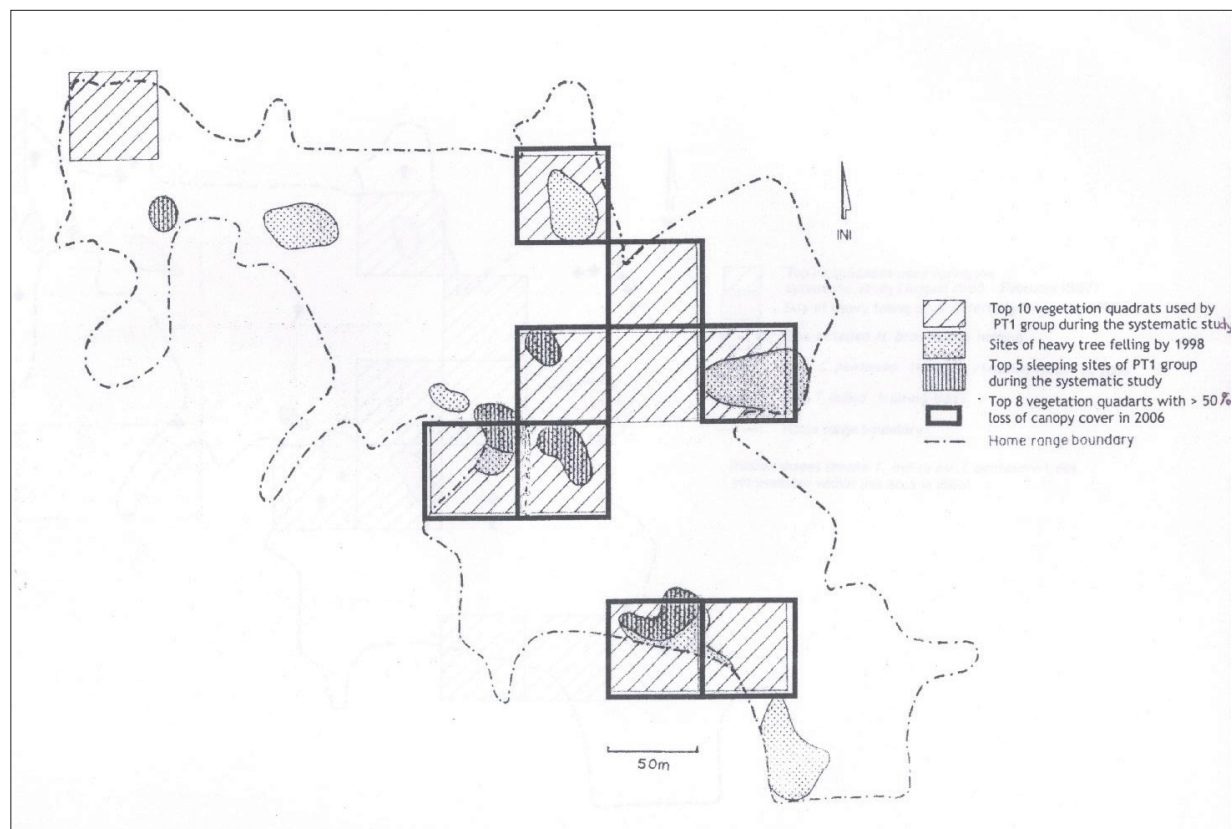 INI
Top 10 vegetation quadrats used by
PT1 group during the systematic study
Sites of heavy tree felling by 1998
Top 5 sleeping sites of PT1 group
during the systematic study
Top 8 vegetation quadarts with > 50%
loss of canopy cover in 2006
Home range boundary
50m